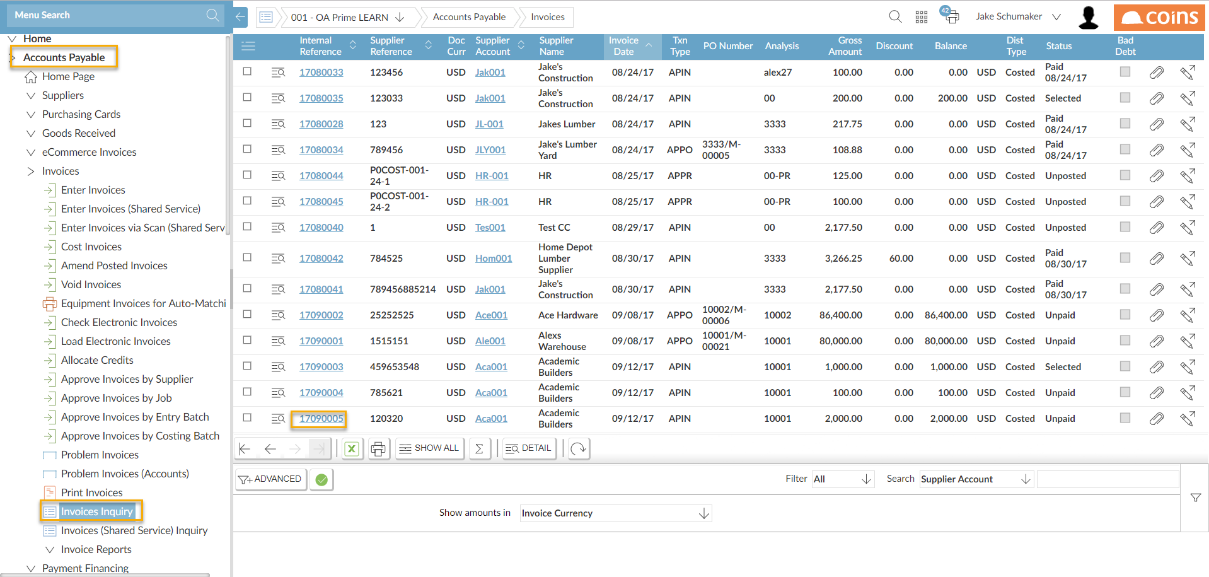 Menu Search
001 - OA Prime LEARN
Accounts Payable
Invoices
42
Jake Schumaker
coins
Home
Accounts Payable
Home Page
Suppliers
Purchasing Cards
Goods Received
eCommerce Invoices
Invoices
Enter Invoices
Enter Invoices (Shared Service)
Enter Invoices via Scan (Shared Serv
Cost Invoices
Amend Posted Invoices
Void Invoices
Equipment Invoices for Auto-Matchi
Check Electronic Invoices
Load Electronic Invoices
Allocate Credits
Approve Invoices by Supplier
Approve Invoices by Job
Approve Invoices by Entry Batch
Approve Invoices by Costing Batch
Problem Invoices
Problem Invoices (Accounts)
Print Invoices
Invoices Inquiry
Invoices (Shared Service) Inquiry
Invoice Reports
Payment Financing
Internal Reference Supplier Reference Doc Curr Supplier Account Supplier Name Invoice Date Txn Type PO Number Analysis Gross Amount Discount Balance Dist Type Status Bad Debt
17080033 123456 USD Jak001 Jake's Construction 08/24/17 APIN alex27 100.00 0.00 0.00 USD Costed Paid 08/24/17
17080035 123033 USD Jak001 Jake's Construction 08/24/17 APIN 00 200.00 0.00 200.00 USD Costed Selected
17080028 123 USD JL-001 Jakes Lumber 08/24/17 APIN 3333 217.75 0.00 0.00 USD Costed Paid 08/24/17
17080034 789456 USD JLY001 Jake's Lumber Yard 08/24/17 APPO 3333/M-00005 3333 108.88 0.00 0.00 USD Costed Paid 08/24/17
17080044 P0COST-001-24-1 USD HR-001 HR 08/25/17 APPR 00-PR 125.00 0.00 0.00 USD Costed Unposted
17080045 P0COST-001-24-2 USD HR-001 HR 08/25/17 APPR 00-PR 100.00 0.00 0.00 USD Costed Unposted
17080040 1 USD Tes001 Test CC 08/29/17 APIN 00 2,177.50 0.00 0.00 USD Costed Unposted
17080042 784525 USD Hom001 Home Depot Lumber Supplier 08/30/17 APIN 3333 3,266.25 60.00 0.00 USD Costed Paid 08/30/17
17080041 789456885214 USD Jak001 Jake's Construction 08/30/17 APIN 3333 2,177.50 0.00 0.00 USD Costed Paid 08/30/17
17090002 25252525 USD Ace001 Ace Hardware 09/08/17 APPO 10002/M-00006 10002 86,400.00 0.00 86,400.00 USD Costed Unpaid
17090001 1515151 USD Ale001 Alexs Warehouse 09/08/17 APPO 10001/M-00021 10001 80,000.00 0.00 80,000.00 USD Costed Unpaid
17090003 459653548 USD Aca001 Academic Builders 09/12/17 APIN 10001 1,000.00 0.00 1,000.00 USD Costed Selected
17090004 785621 USD Aca001 Academic Builders 09/12/17 APIN 10001 100.00 0.00 100.00 USD Costed Unpaid
17090005 120320 USD Aca001 Academic Builders 09/12/17 APIN 10001 2,000.00 0.00 2,000.00 USD Costed Unpaid
SHOW ALL Σ DETAIL
ADVANCED Filter All Search Supplier Account
Show amounts in Invoice Currency